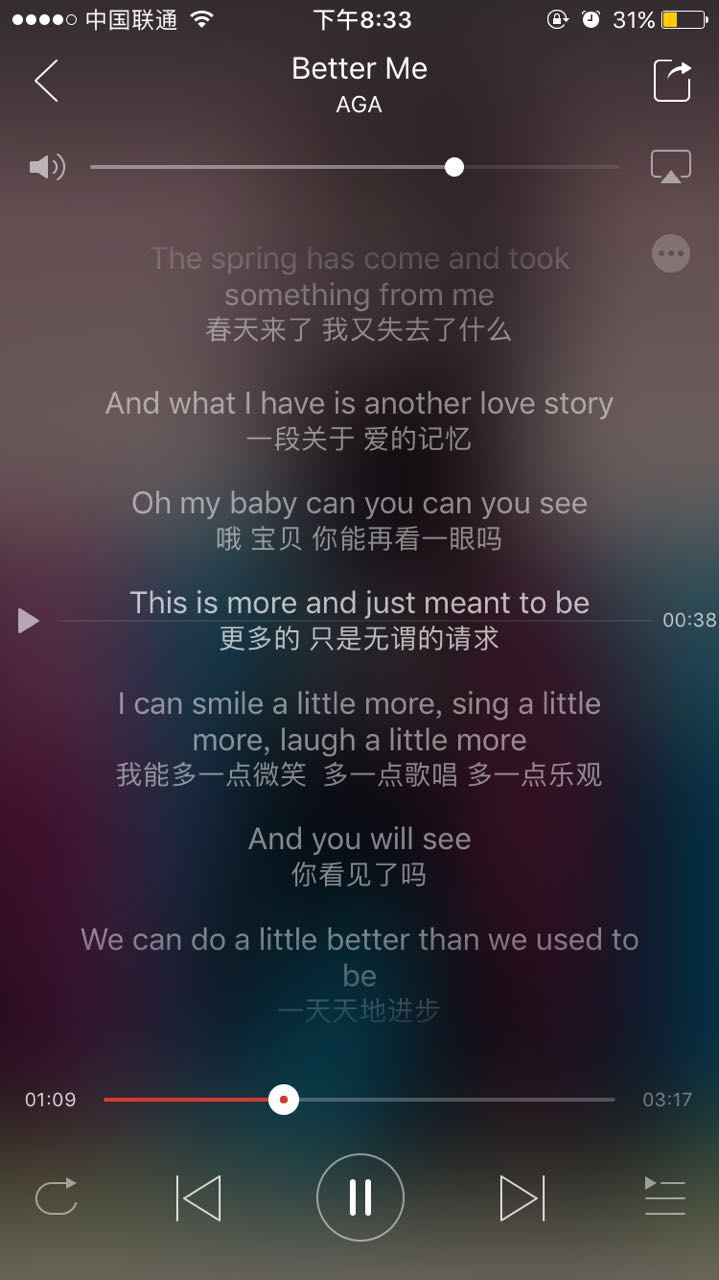 中国联通 下午8:33 31%
Better Me
AGA
The spring has come and took
something from me
春天来了 我又失去了什么
And what I have is another love story
一段关于 爱的记忆
Oh my baby can you can you see
哦 宝贝 你能再看一眼吗
This is more and just meant to be
00:38
更多的 只是无谓的请求
I can smile a little more, sing a little
more, laugh a little more
我能多一点微笑 多一点歌唱 多一点乐观
And you will see
你看见了吗
We can do a little better than we used to
be
一天天地进步
01:09 03:17